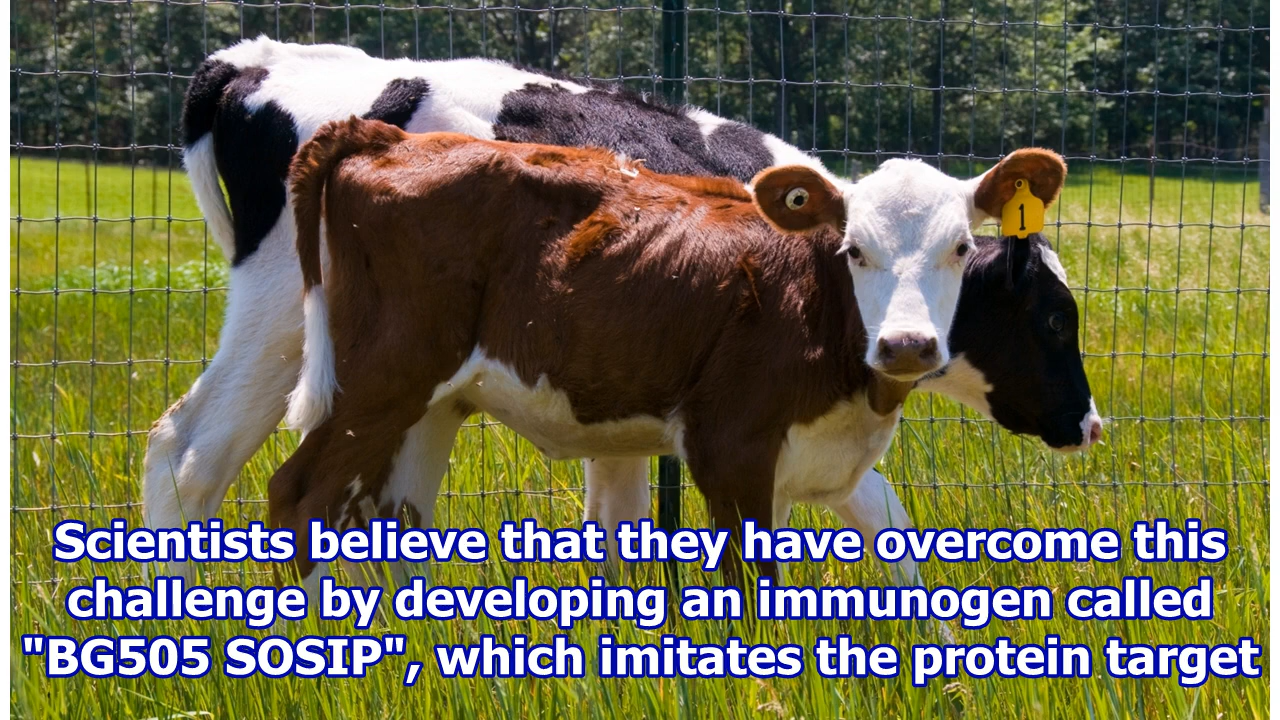 1
Scientists believe that they have overcome this
challenge by developing an immunogen called
"BG505 SOSIP", which imitates the protein target